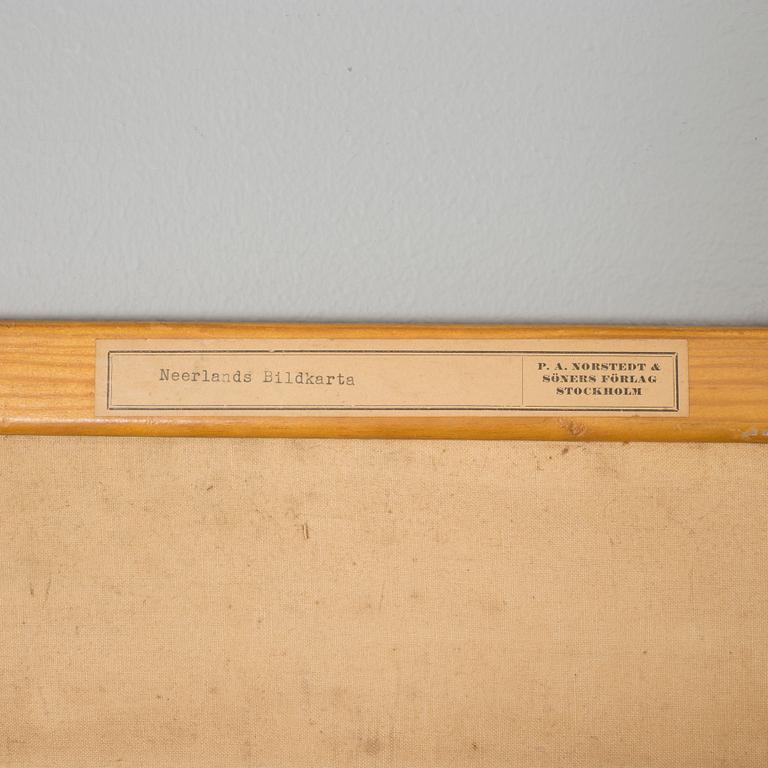 Neerlands Bildkarta
P. A. NORSTEDT &
SÖNERS FÖRLAG
STOCKHOLM